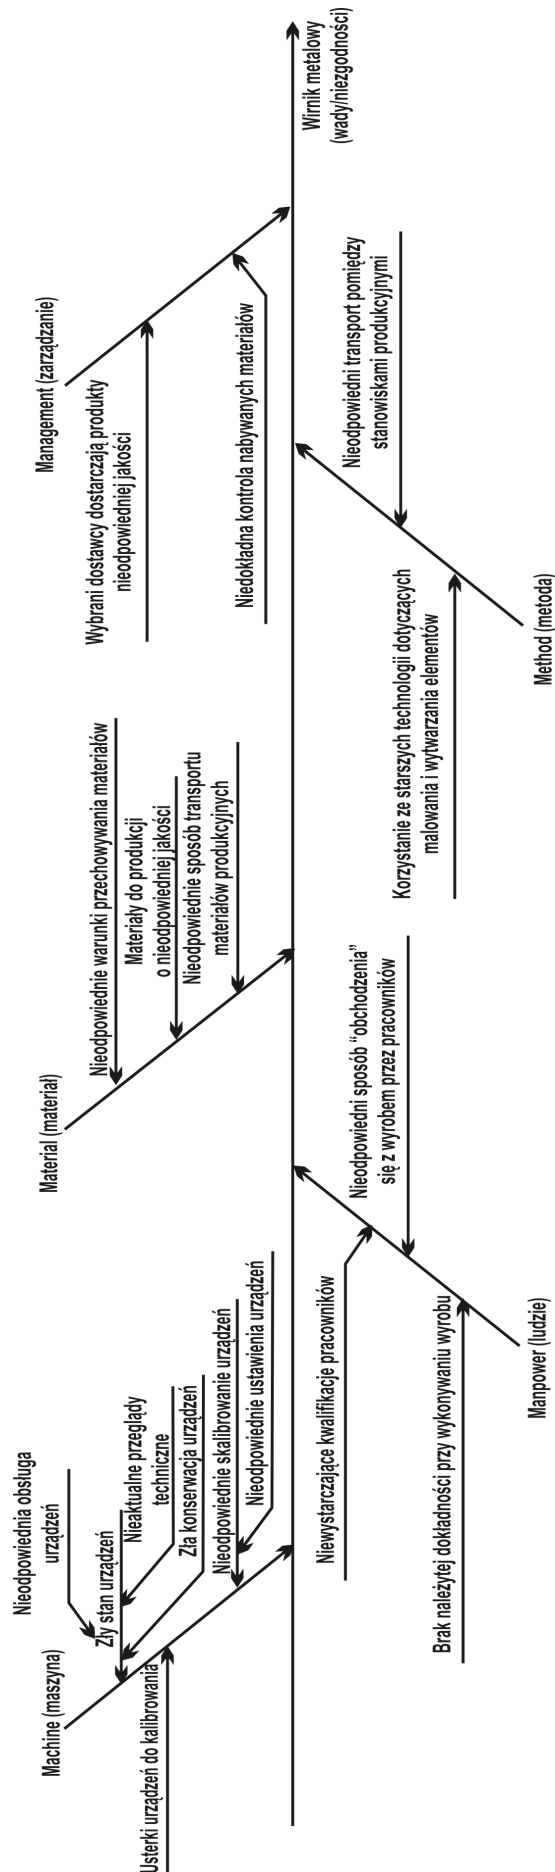 Machine (maszyna)
Nieodpowiednia obsługa
urządzeń
Zły stan urządzeń
Nieaktualne przeglądy
techniczne
Zła konserwacja urządzeń
Nieodpowiednie skalibrowanie urządzeń
Nieodpowiednie ustawienia urządzeń
Usterki urządzeń do kalibrowania
Material (materiał)
Nieodpowiednie warunki przechowywania materiałów
Materiały do produkcji
o nieodpowiedniej jakości
Nieodpowiednie sposób transportu
materiałów produkcyjnych
Management (zarządzanie)
Wybrani dostawcy dostarczają produkty
nieodpowiedniej jakości
Niedokładna kontrola nabywanych materiałów
Wirnik metalowy
(wady/niezgodności)
Manpower (ludzie)
Niewystarczające kwalifikacje pracowników
Nieodpowiedni sposób “obchodzenia”
się z wyrobem przez pracowników
Brak należytej dokładności przy wykonywaniu wyrobu
Method (metoda)
Nieodpowiedni transport pomiędzy
stanowiskami produkcyjnymi
Korzystanie ze starszych technologii dotyczących
malowania i wytwarzania elementów